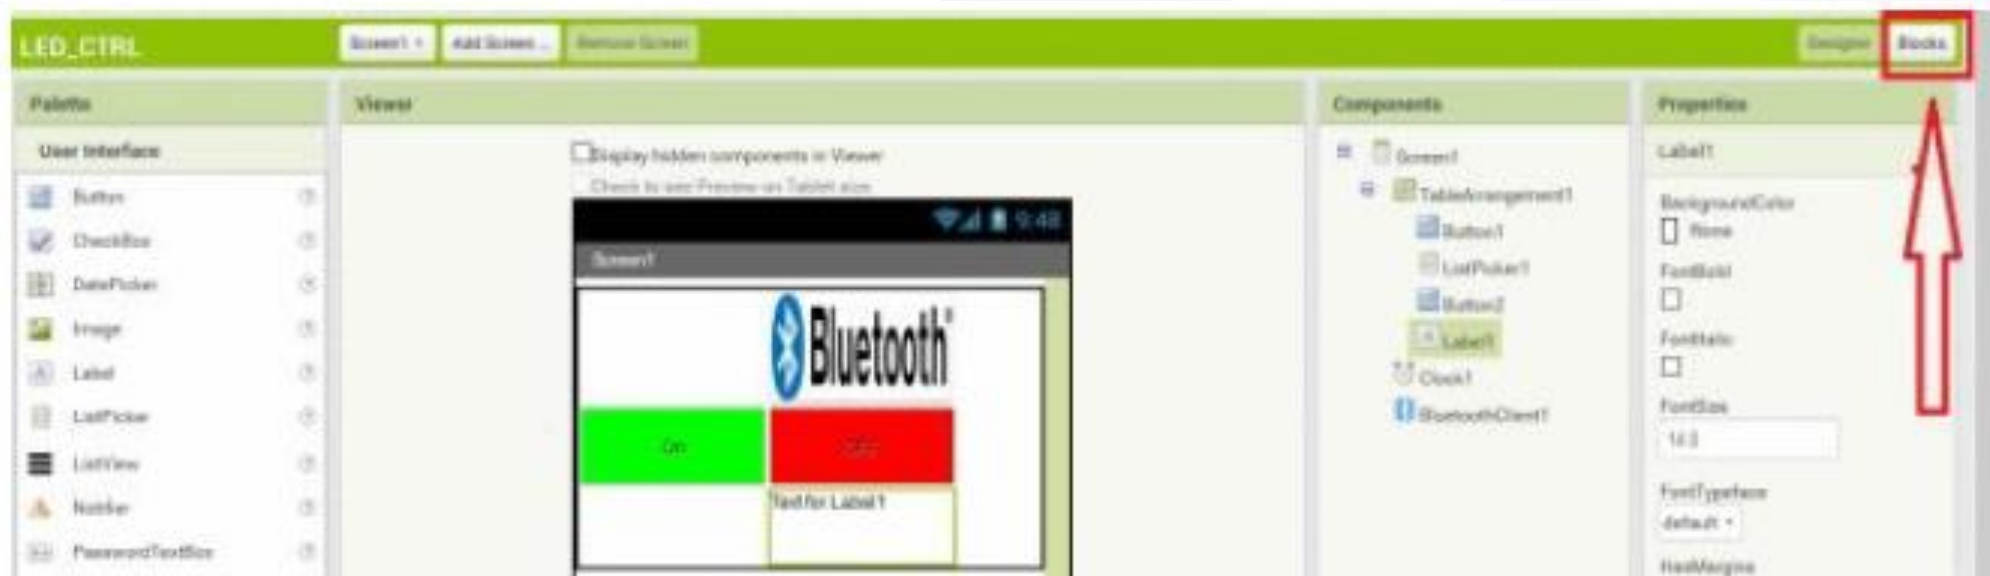 LED_CTRL
Screen1
Add Screen ...
Remove Screen
Designer
Blocks
Palette
Viewer
Components
Properties
User Interface
Button
CheckBox
DatePicker
Image
Label
ListPicker
ListView
Notifier
PasswordTextBox
Display hidden components in Viewer
Check to see Preview on Tablet size.
9:48
Screen1
Bluetooth
On
Text for Label1
Screen1
TableArrangement1
Button1
ListPicker1
Button2
Label1
Clock1
BluetoothClient1
Label1
BackgroundColor
None
FontBold
FontItalic
FontSize
14.0
FontTypeface
default
HasMargins